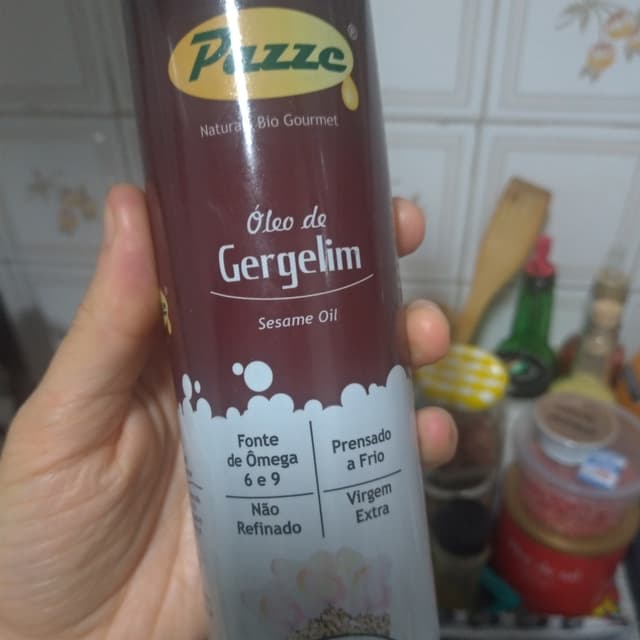 Pazze®
Natural Bio Gourmet
Óleo de
Gergelim
Sesame Oil
Fonte
de Ômega
6 e 9
Prensado
a Frio
Não
Refinado
Virgem
Extra